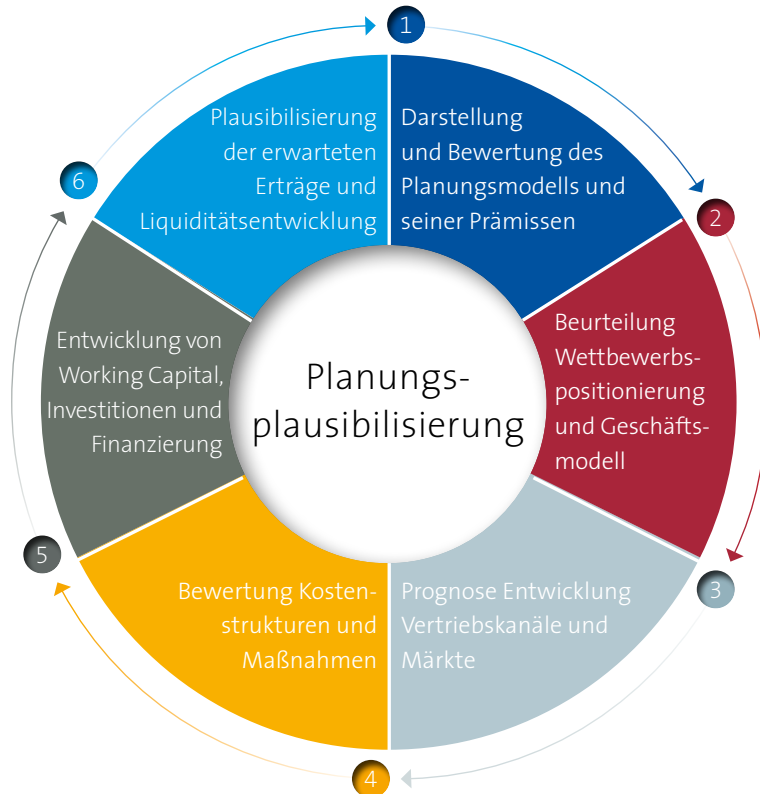 1
Darstellung
und Bewertung des
Planungsmodells und
seiner Prämissen
2
Beurteilung
Wettbewerbs-
positionierung
und Geschäfts-
modell
3
Prognose Entwicklung
Vertriebskanäle und
Märkte
4
Bewertung Kosten-
strukturen und
Maßnahmen
5
Entwicklung von
Working Capital,
Investitionen und
Finanzierung
6
Plausibilisierung
der erwarteten
Erträge und
Liquiditätsentwicklung
Planungs-
plausibilisierung